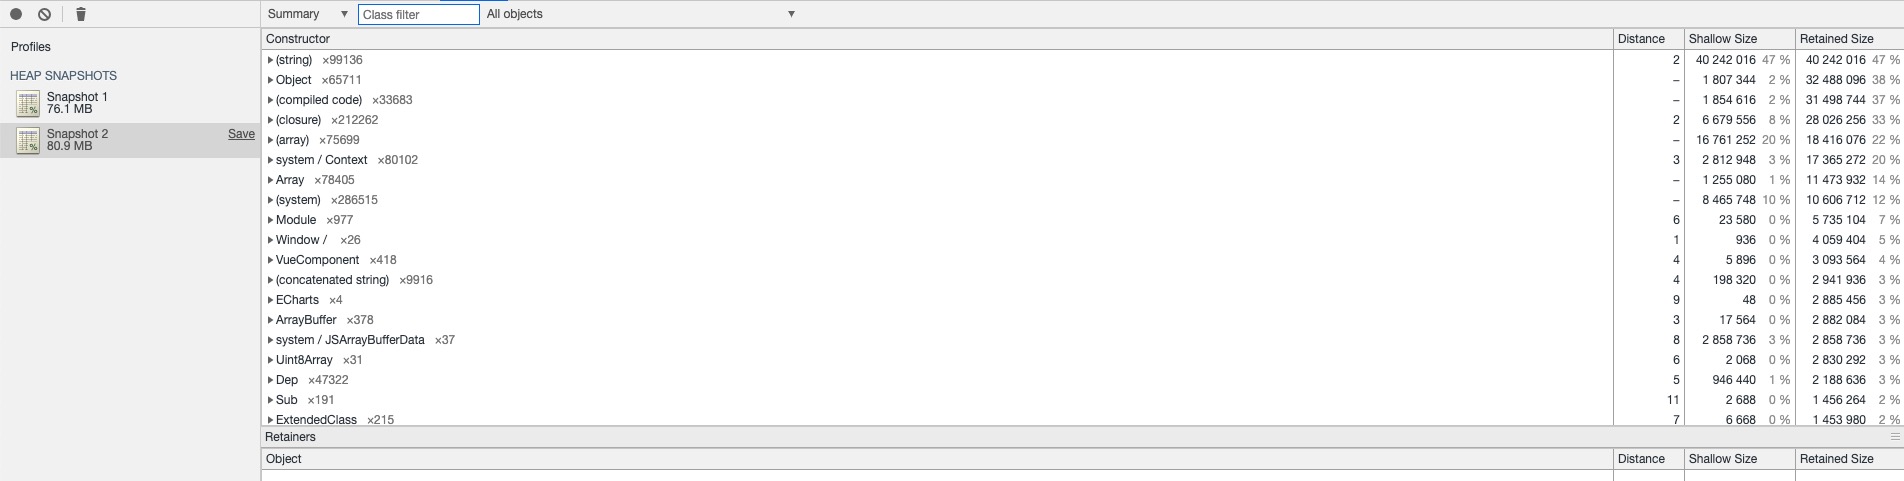 Summary ▼ Class filter All objects ▼
Profiles
HEAP SNAPSHOTS
Snapshot 1
76.1 MB
Snapshot 2 Save
80.9 MB
Constructor Distance Shallow Size Retained Size
(string) ×99136 2 40 242 016 47 % 40 242 016 47 %
Object ×65711 – 1 807 344 2 % 32 488 096 38 %
(compiled code) ×33683 – 1 854 616 2 % 31 498 744 37 %
(closure) ×212262 2 6 679 556 8 % 28 026 256 33 %
(array) ×75699 – 16 761 252 20 % 18 416 076 22 %
system / Context ×80102 3 2 812 948 3 % 17 365 272 20 %
Array ×78405 – 1 255 080 1 % 11 473 932 14 %
(system) ×286515 – 8 465 748 10 % 10 606 712 12 %
Module ×977 6 23 580 0 % 5 735 104 7 %
Window / ×26 1 936 0 % 4 059 404 5 %
VueComponent ×418 4 5 896 0 % 3 093 564 4 %
(concatenated string) ×9916 4 198 320 0 % 2 941 936 3 %
ECharts ×4 9 48 0 % 2 885 456 3 %
ArrayBuffer ×378 3 17 564 0 % 2 882 084 3 %
system / JSArrayBufferData ×37 8 2 858 736 3 % 2 858 736 3 %
Uint8Array ×31 6 2 068 0 % 2 830 292 3 %
Dep ×47322 5 946 440 1 % 2 188 636 3 %
Sub ×191 11 2 688 0 % 1 456 264 2 %
ExtendedClass ×215 7 6 668 0 % 1 453 980 2 %
Retainers
Object Distance Shallow Size Retained Size